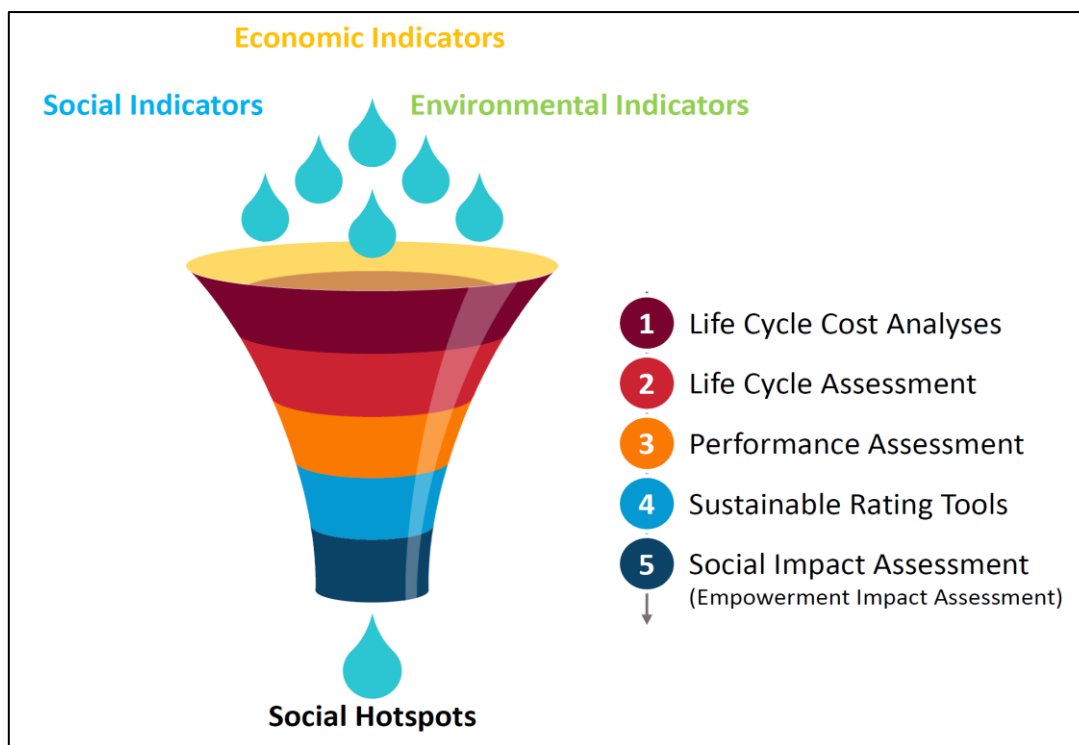 Economic Indicators
Social Indicators
Environmental Indicators
1 Life Cycle Cost Analyses
2 Life Cycle Assessment
3 Performance Assessment
4 Sustainable Rating Tools
5 Social Impact Assessment
(Empowerment Impact Assessment)
Social Hotspots